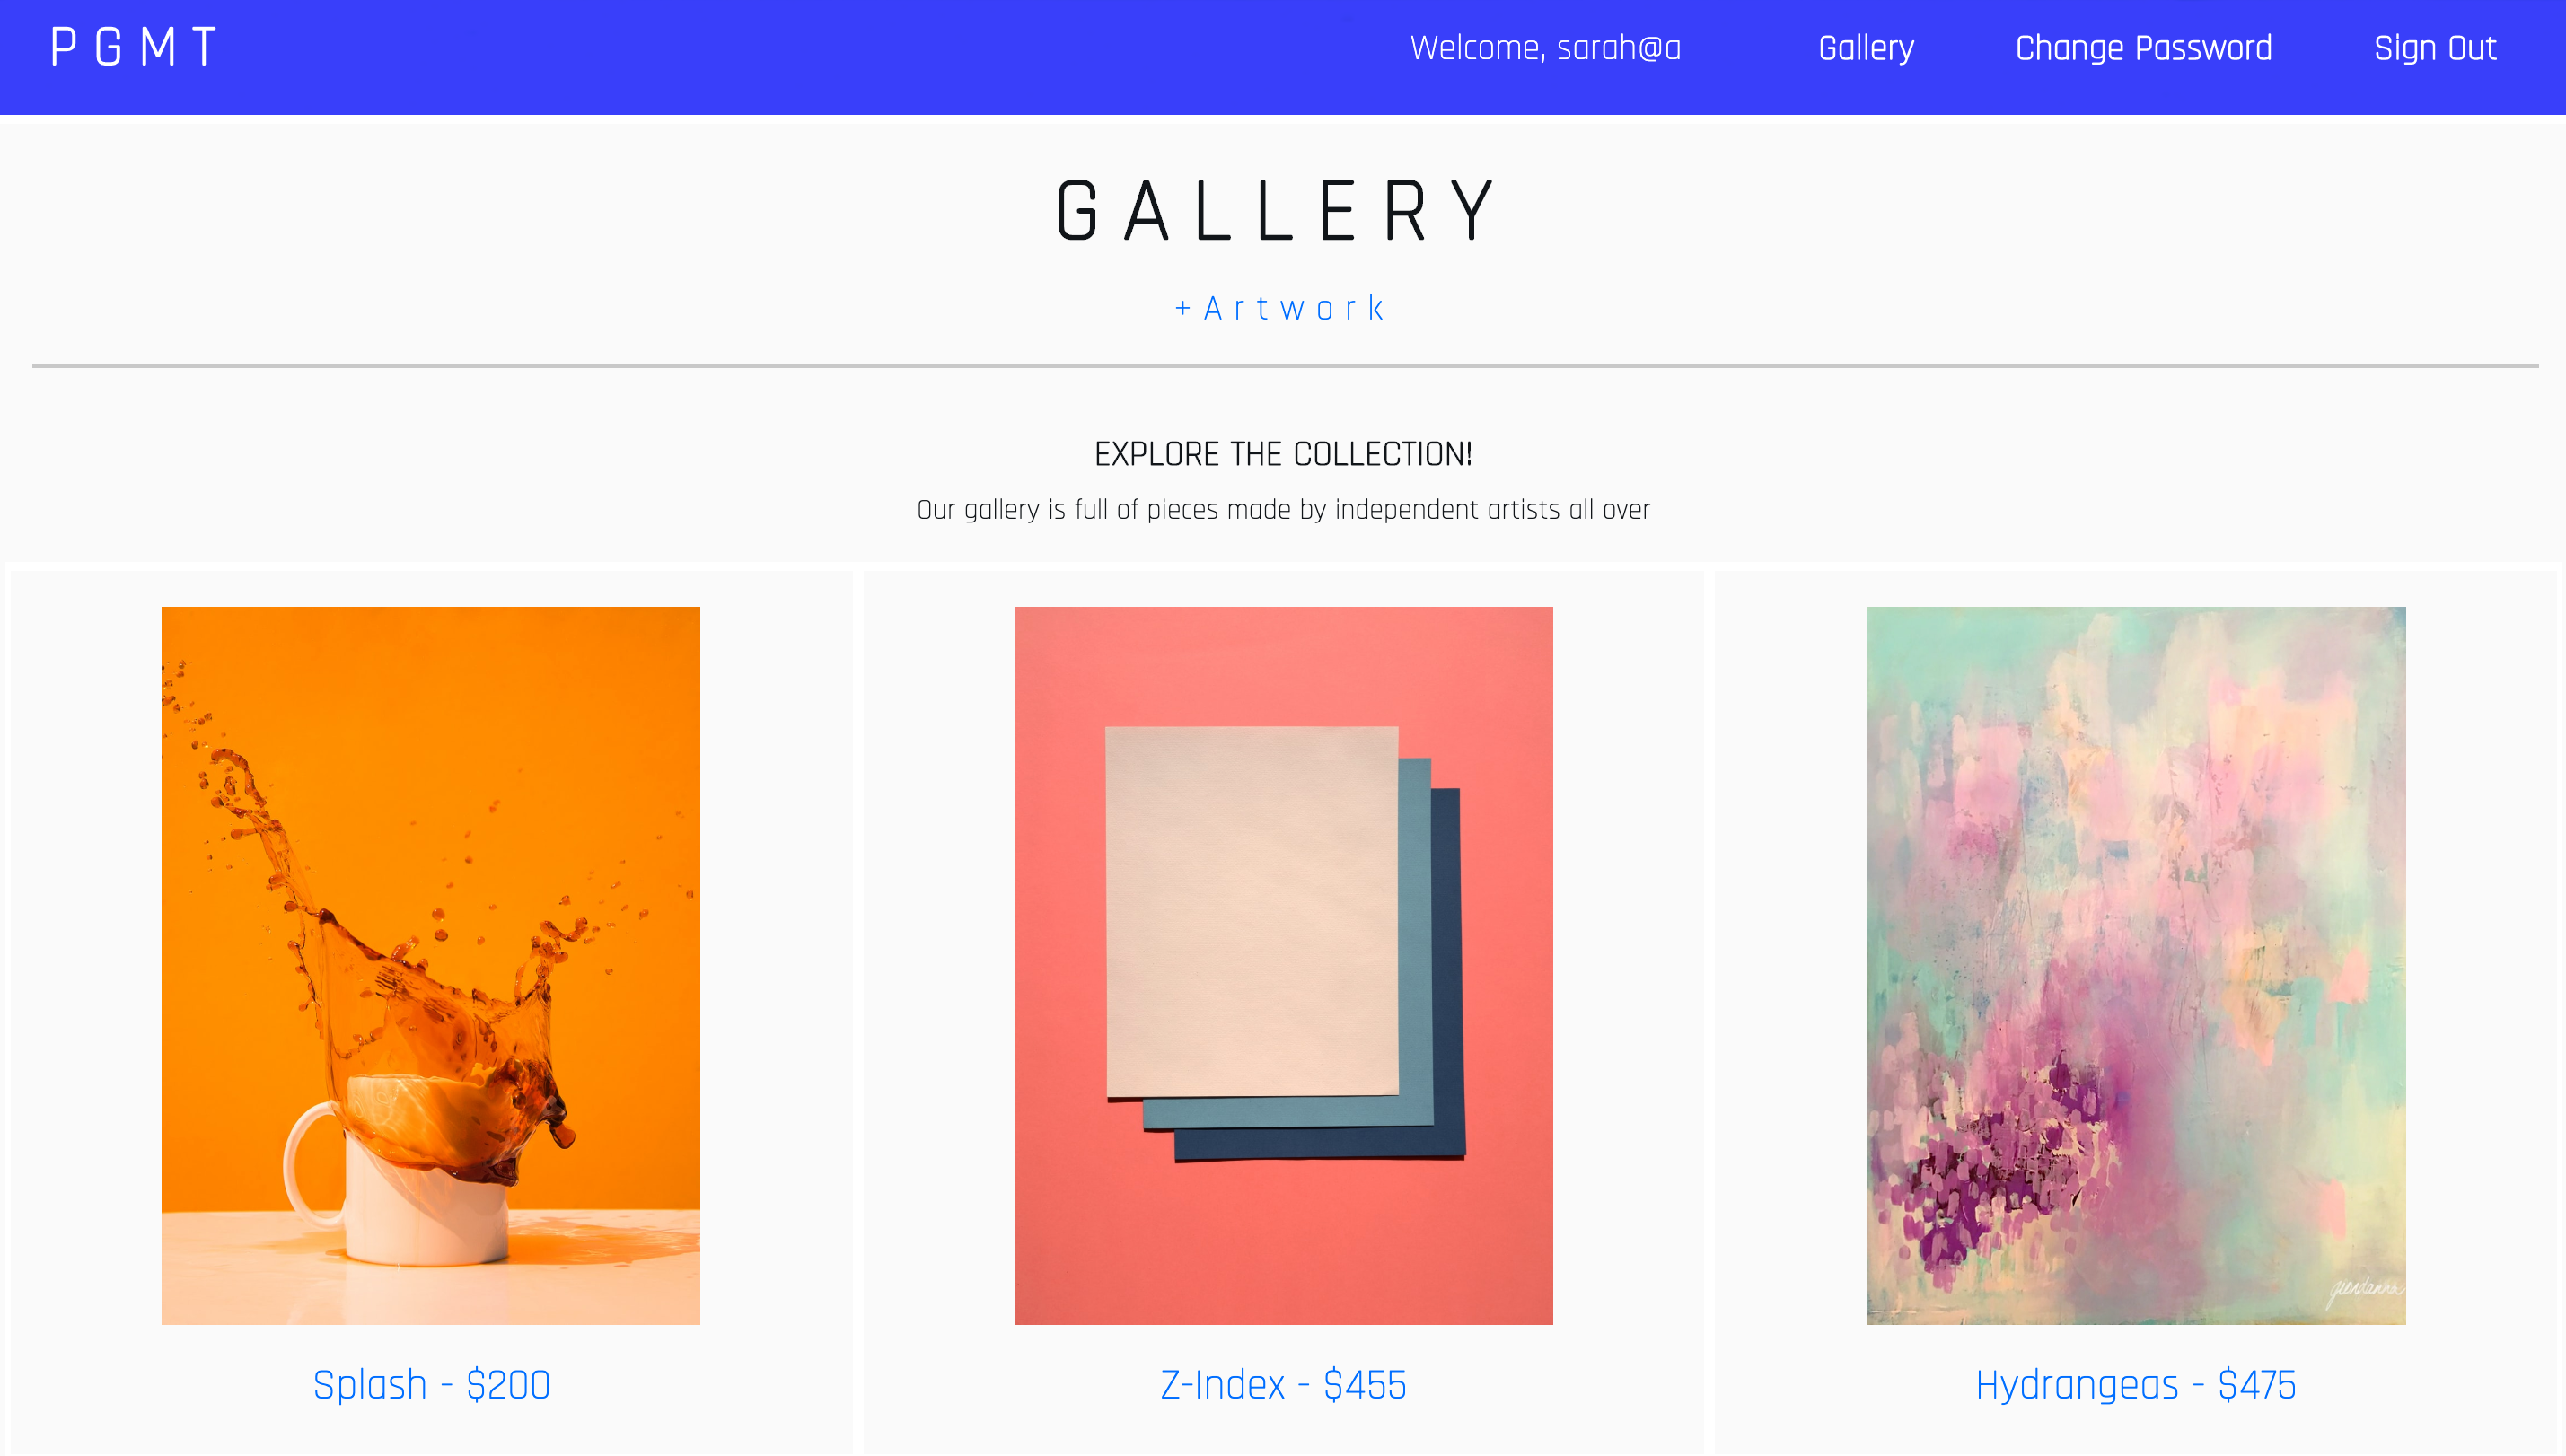 PGMT
Welcome, sarah@a
Gallery
Change Password
Sign Out
GALLERY
+Artwork
EXPLORE THE COLLECTION!
Our gallery is full of pieces made by independent artists all over
giordanna
Splash - $200
Z-Index - $455
Hydrangeas - $475